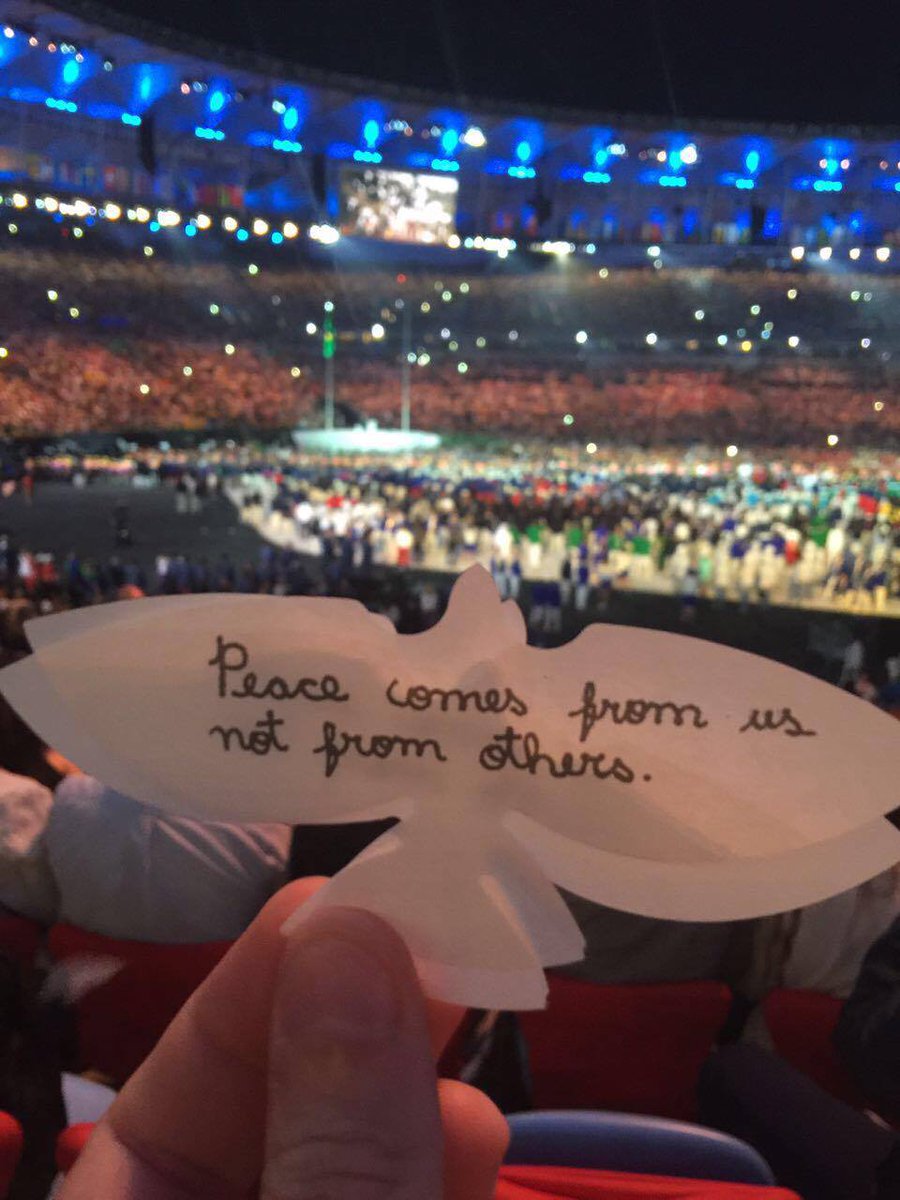 Peace comes from us
not from others.